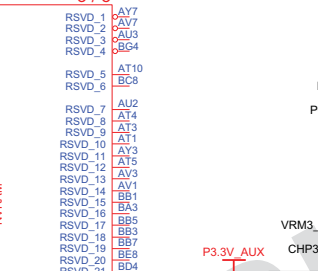 RSVD_1 AY7
RSVD_2 AV7
RSVD_3 AU3
RSVD_4 BG4
RSVD_5 AT10
RSVD_6 BC8
RSVD_7 AU2
RSVD_8 AT4
RSVD_9 AT3
RSVD_10 AT1
RSVD_11 AY3
RSVD_12 AT5
RSVD_13 AV3
RSVD_14 AV1
RSVD_15 BB1
RSVD_16 BA3
RSVD_17 BB5
RSVD_18 BB3
RSVD_19 BB7
RSVD_20 BE8
RSVD_21 BD4
P
VRM3_
P3.3V_AUX
CHP3